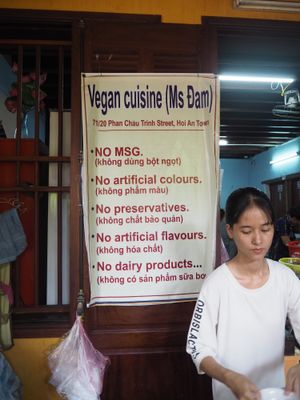 Vegan cuisine (Ms Đam)
71/20 Phan Châu Trinh Street, Hoi An Town
• NO MSG.
(không dùng bột ngọt)
• No artificial colours.
(không phẩm màu)
• No preservatives.
(không chất bảo quản)
• No artificial flavours.
(không hóa chất)
• No dairy products...
(không có sản phẩm sữa bơ)
ORBISLACT